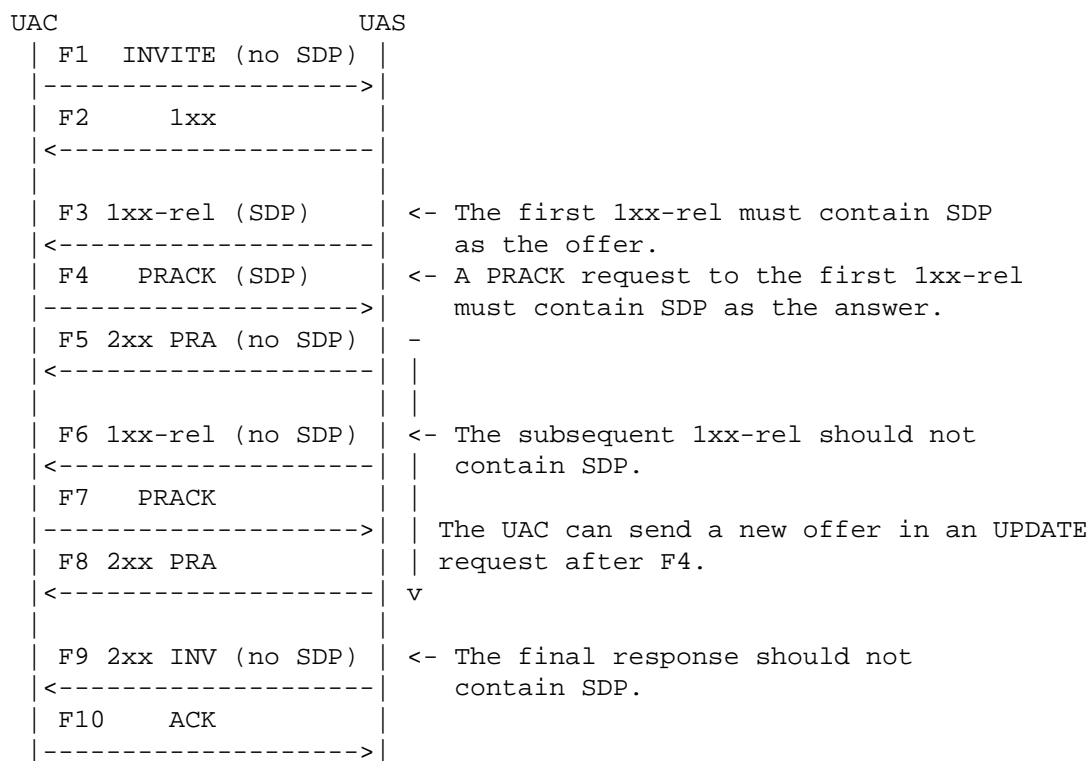 UAC UAS
F1 INVITE (no SDP)
F2 1xx
F3 1xx-rel (SDP) <- The first 1xx-rel must contain SDP
as the offer.
F4 PRACK (SDP) <- A PRACK request to the first 1xx-rel
must contain SDP as the answer.
F5 2xx PRA (no SDP)
F6 1xx-rel (no SDP) <- The subsequent 1xx-rel should not
contain SDP.
F7 PRACK
The UAC can send a new offer in an UPDATE
F8 2xx PRA request after F4.
v
F9 2xx INV (no SDP) <- The final response should not
contain SDP.
F10 ACK